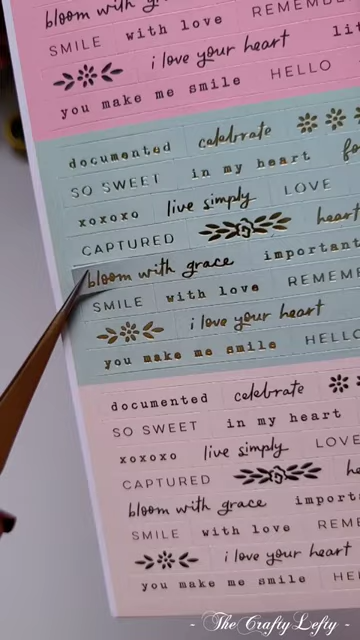 bloom with
SMILE with love REMEMBER
i love your heart
you make me smile HELLO
documented celebrate
SO SWEET in my heart
xoxoxo live simply LOVE
CAPTURED heart
bloom with grace important
SMILE with love REMEM
i love your heart
you make me smile HELLO
documented celebrate
SO SWEET in my heart
xoxoxo live simply LOVE
CAPTURED
bloom with grace import
SMILE with love REME
i love your heart
you make me smile HEL
- The Crafty Lefty -